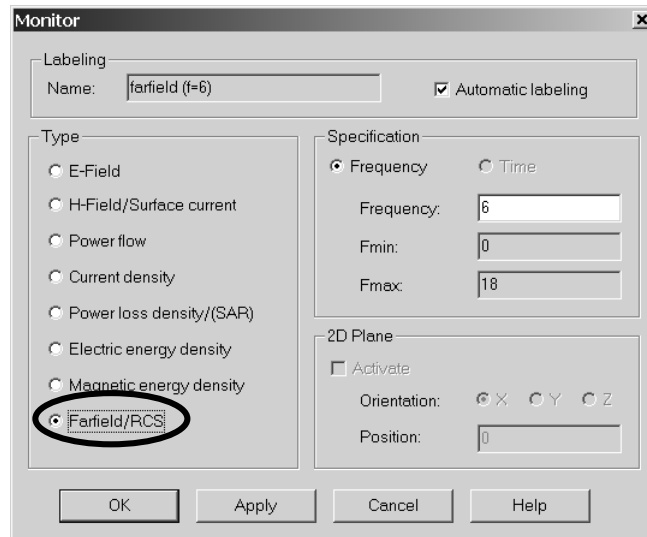 Monitor
Labeling
Name: farfield (f=6) Automatic labeling
Type
E-Field
H-Field/Surface current
Power flow
Current density
Power loss density/(SAR)
Electric energy density
Magnetic energy density
Farfield/RCS
Specification
Frequency Time
Frequency: 6
Fmin: 0
Fmax: 18
2D Plane
Activate
Orientation: X Y Z
Position: 0
OK Apply Cancel Help